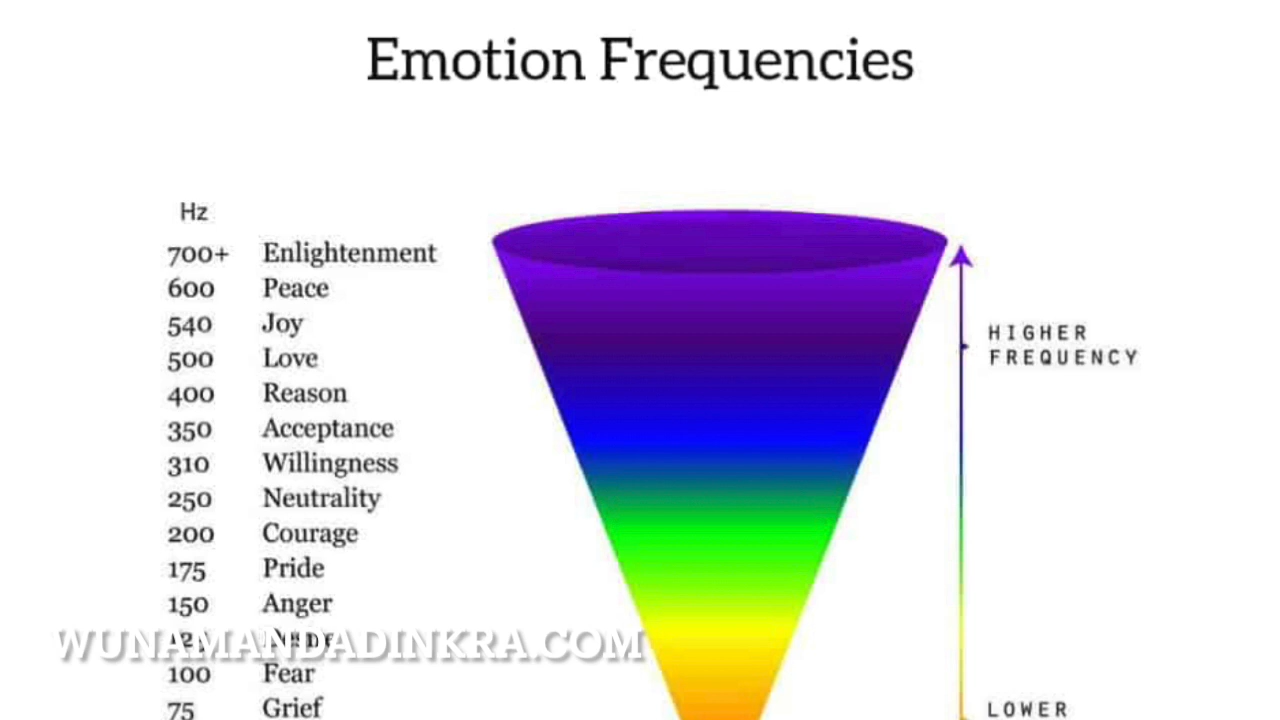 Emotion Frequencies
Hz
700+ Enlightenment
600 Peace
540 Joy
500 Love
400 Reason
350 Acceptance
310 Willingness
250 Neutrality
200 Courage
175 Pride
150 Anger
WUNAMANDADINKRA.COM
100 Fear
75 Grief
HIGHER
FREQUENCY
LOWER